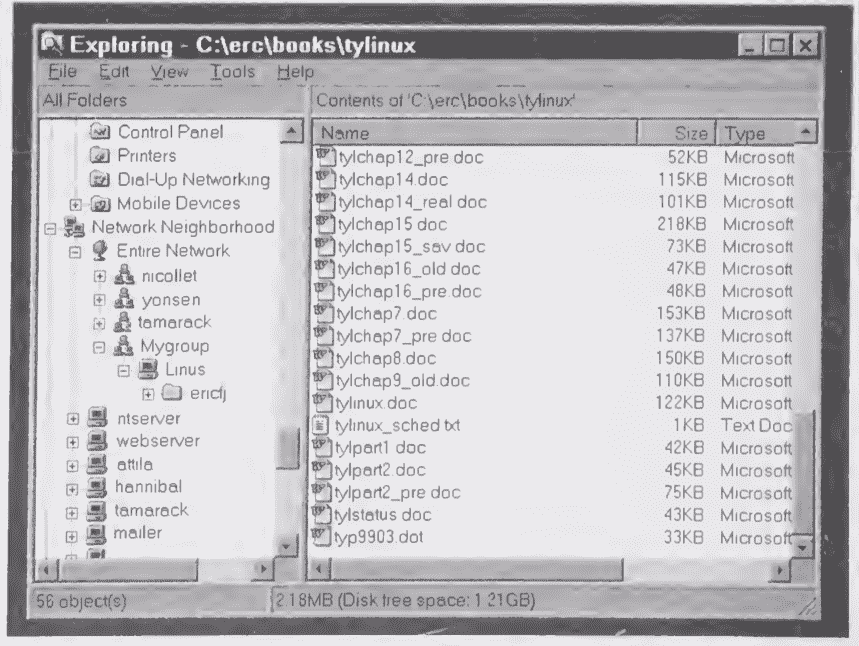 Exploring - C:\erc\books\tylinux
File Edit View Tools Help
All Folders
Contents of 'C:\erc\books\tylinux'
Control Panel
Printers
Dial-Up Networking
Mobile Devices
Network Neighborhood
Entire Network
nicollet
yonsen
tamarack
Mygroup
Linus
ericfj
ntserver
webserver
attila
hannibal
tamarack
mailer
Name Size Type
tylchap12_pre.doc 52KB Microsoft
tylchap14.doc 115KB Microsoft
tylchap14_real.doc 101KB Microsoft
tylchap15.doc 218KB Microsoft
tylchap15_sav.doc 73KB Microsoft
tylchap16_old.doc 47KB Microsoft
tylchap16_pre.doc 48KB Microsoft
tylchap7.doc 153KB Microsoft
tylchap7_pre.doc 137KB Microsoft
tylchap8.doc 150KB Microsoft
tylchap9_old.doc 110KB Microsoft
tylinux.doc 122KB Microsoft
tylinux_sched.txt 1KB Text Doc
tylpart1.doc 42KB Microsoft
tylpart2.doc 45KB Microsoft
tylpart2_pre.doc 75KB Microsoft
tylstatus.doc 43KB Microsoft
typ9903.dot 33KB Microsoft
56 object(s)
2.18MB (Disk free space: 1.21GB)